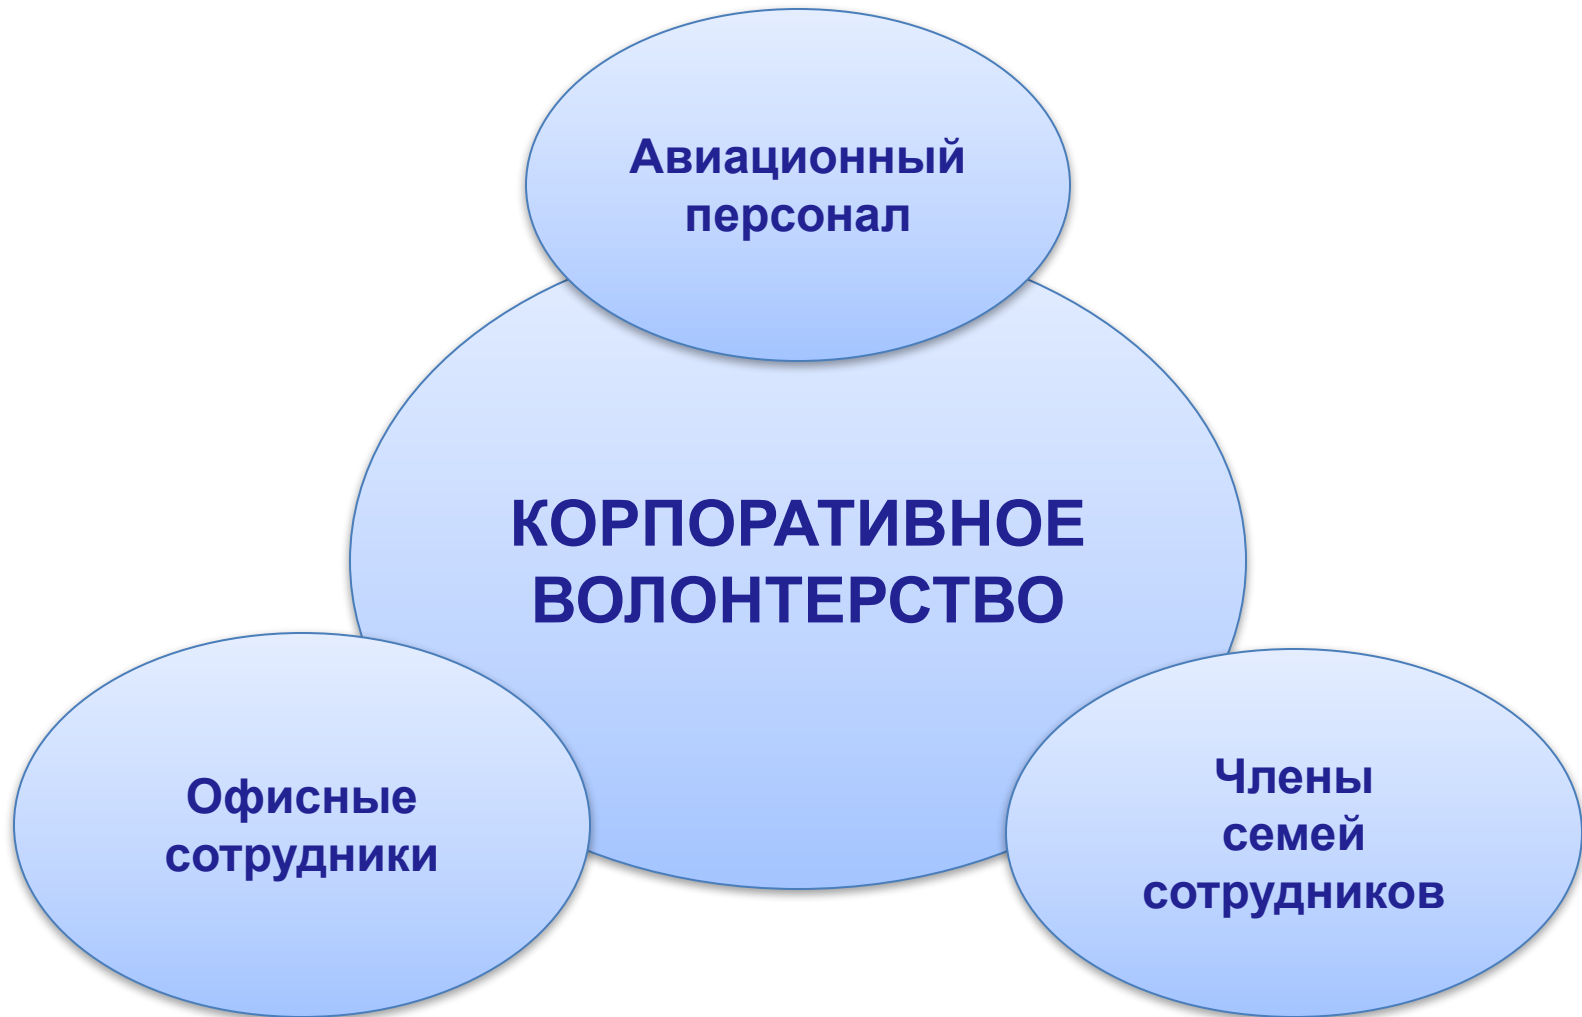 Авиационный
персонал
КОРПОРАТИВНОЕ
ВОЛОНТЕРСТВО
Офисные
сотрудники
Члены
семей
сотрудников